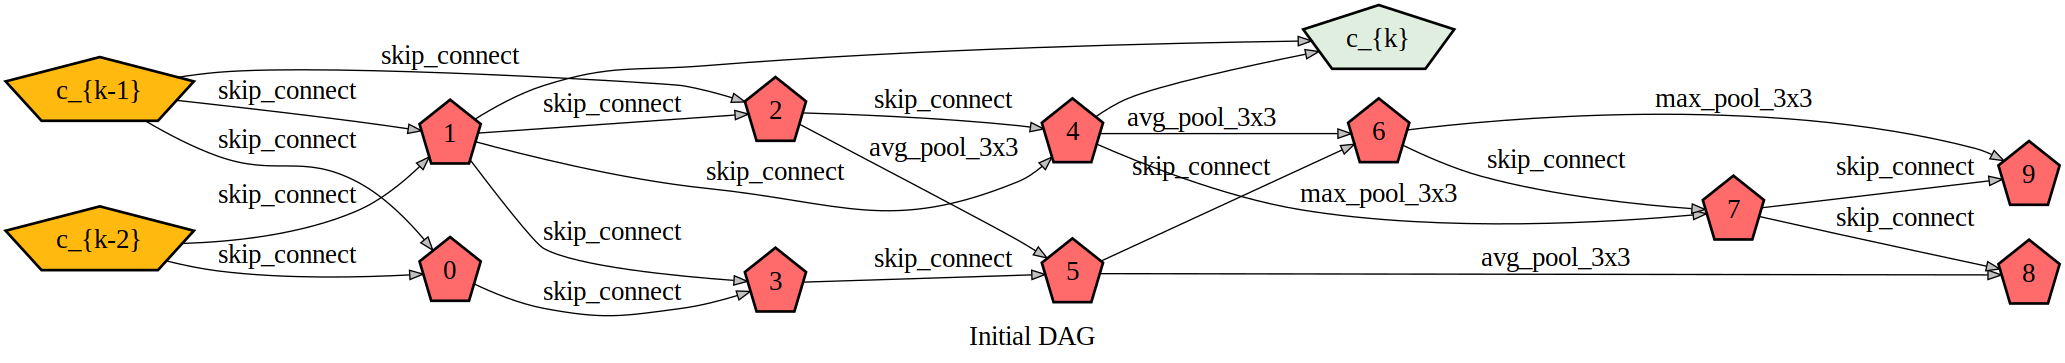 c_{k}
skip_connect
c_{k-1}
skip_connect
skip_connect
skip_connect
max_pool_3x3
2
1
4
avg_pool_3x3
6
skip_connect
avg_pool_3x3
skip_connect
skip_connect
skip_connect
9
skip_connect
skip_connect
max_pool_3x3
7
skip_connect
c_{k-2}
skip_connect
skip_connect
skip_connect
avg_pool_3x3
0
5
8
3
skip_connect
Initial DAG